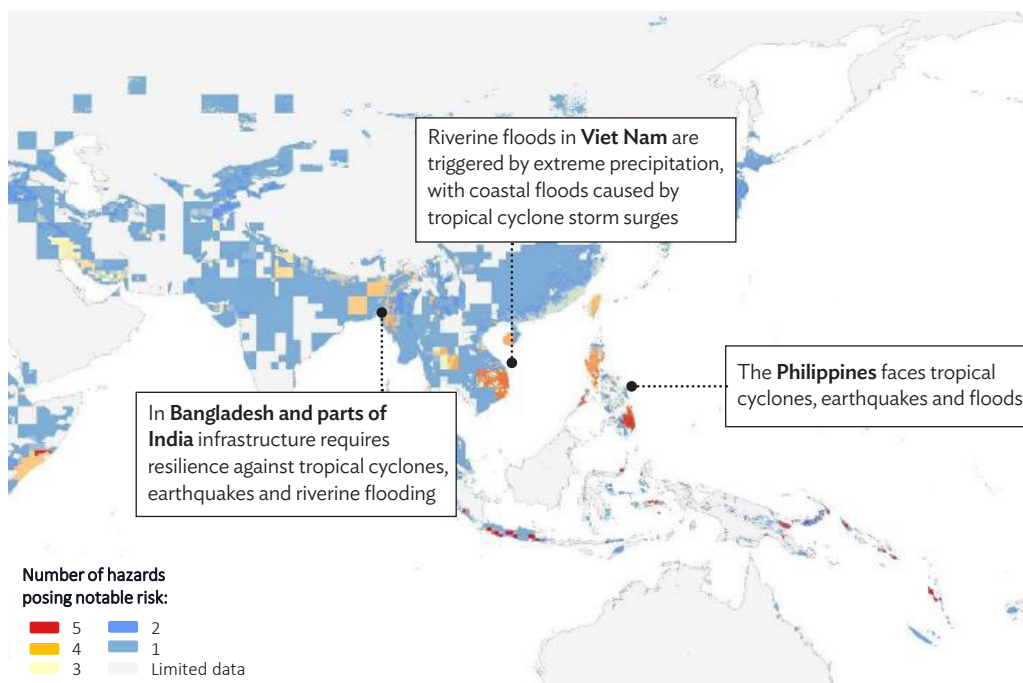 Riverine floods in Viet Nam are
triggered by extreme precipitation,
with coastal floods caused by
tropical cyclone storm surges
The Philippines faces tropical
cyclones, earthquakes and floods
In Bangladesh and parts of
India infrastructure requires
resilience against tropical cyclones,
earthquakes and riverine flooding
Number of hazards
posing notable risk:
5 2
4 1
3 Limited data